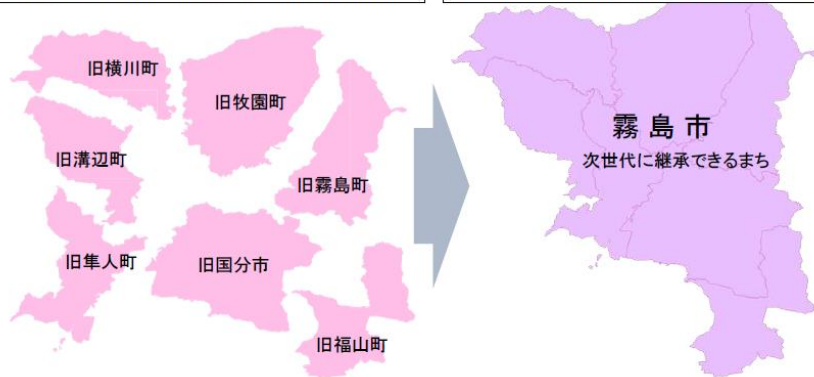 旧横川町
旧牧園町
旧溝辺町
旧霧島町
旧隼人町
旧国分市
旧福山町
霧島市
次世代に継承できるまち